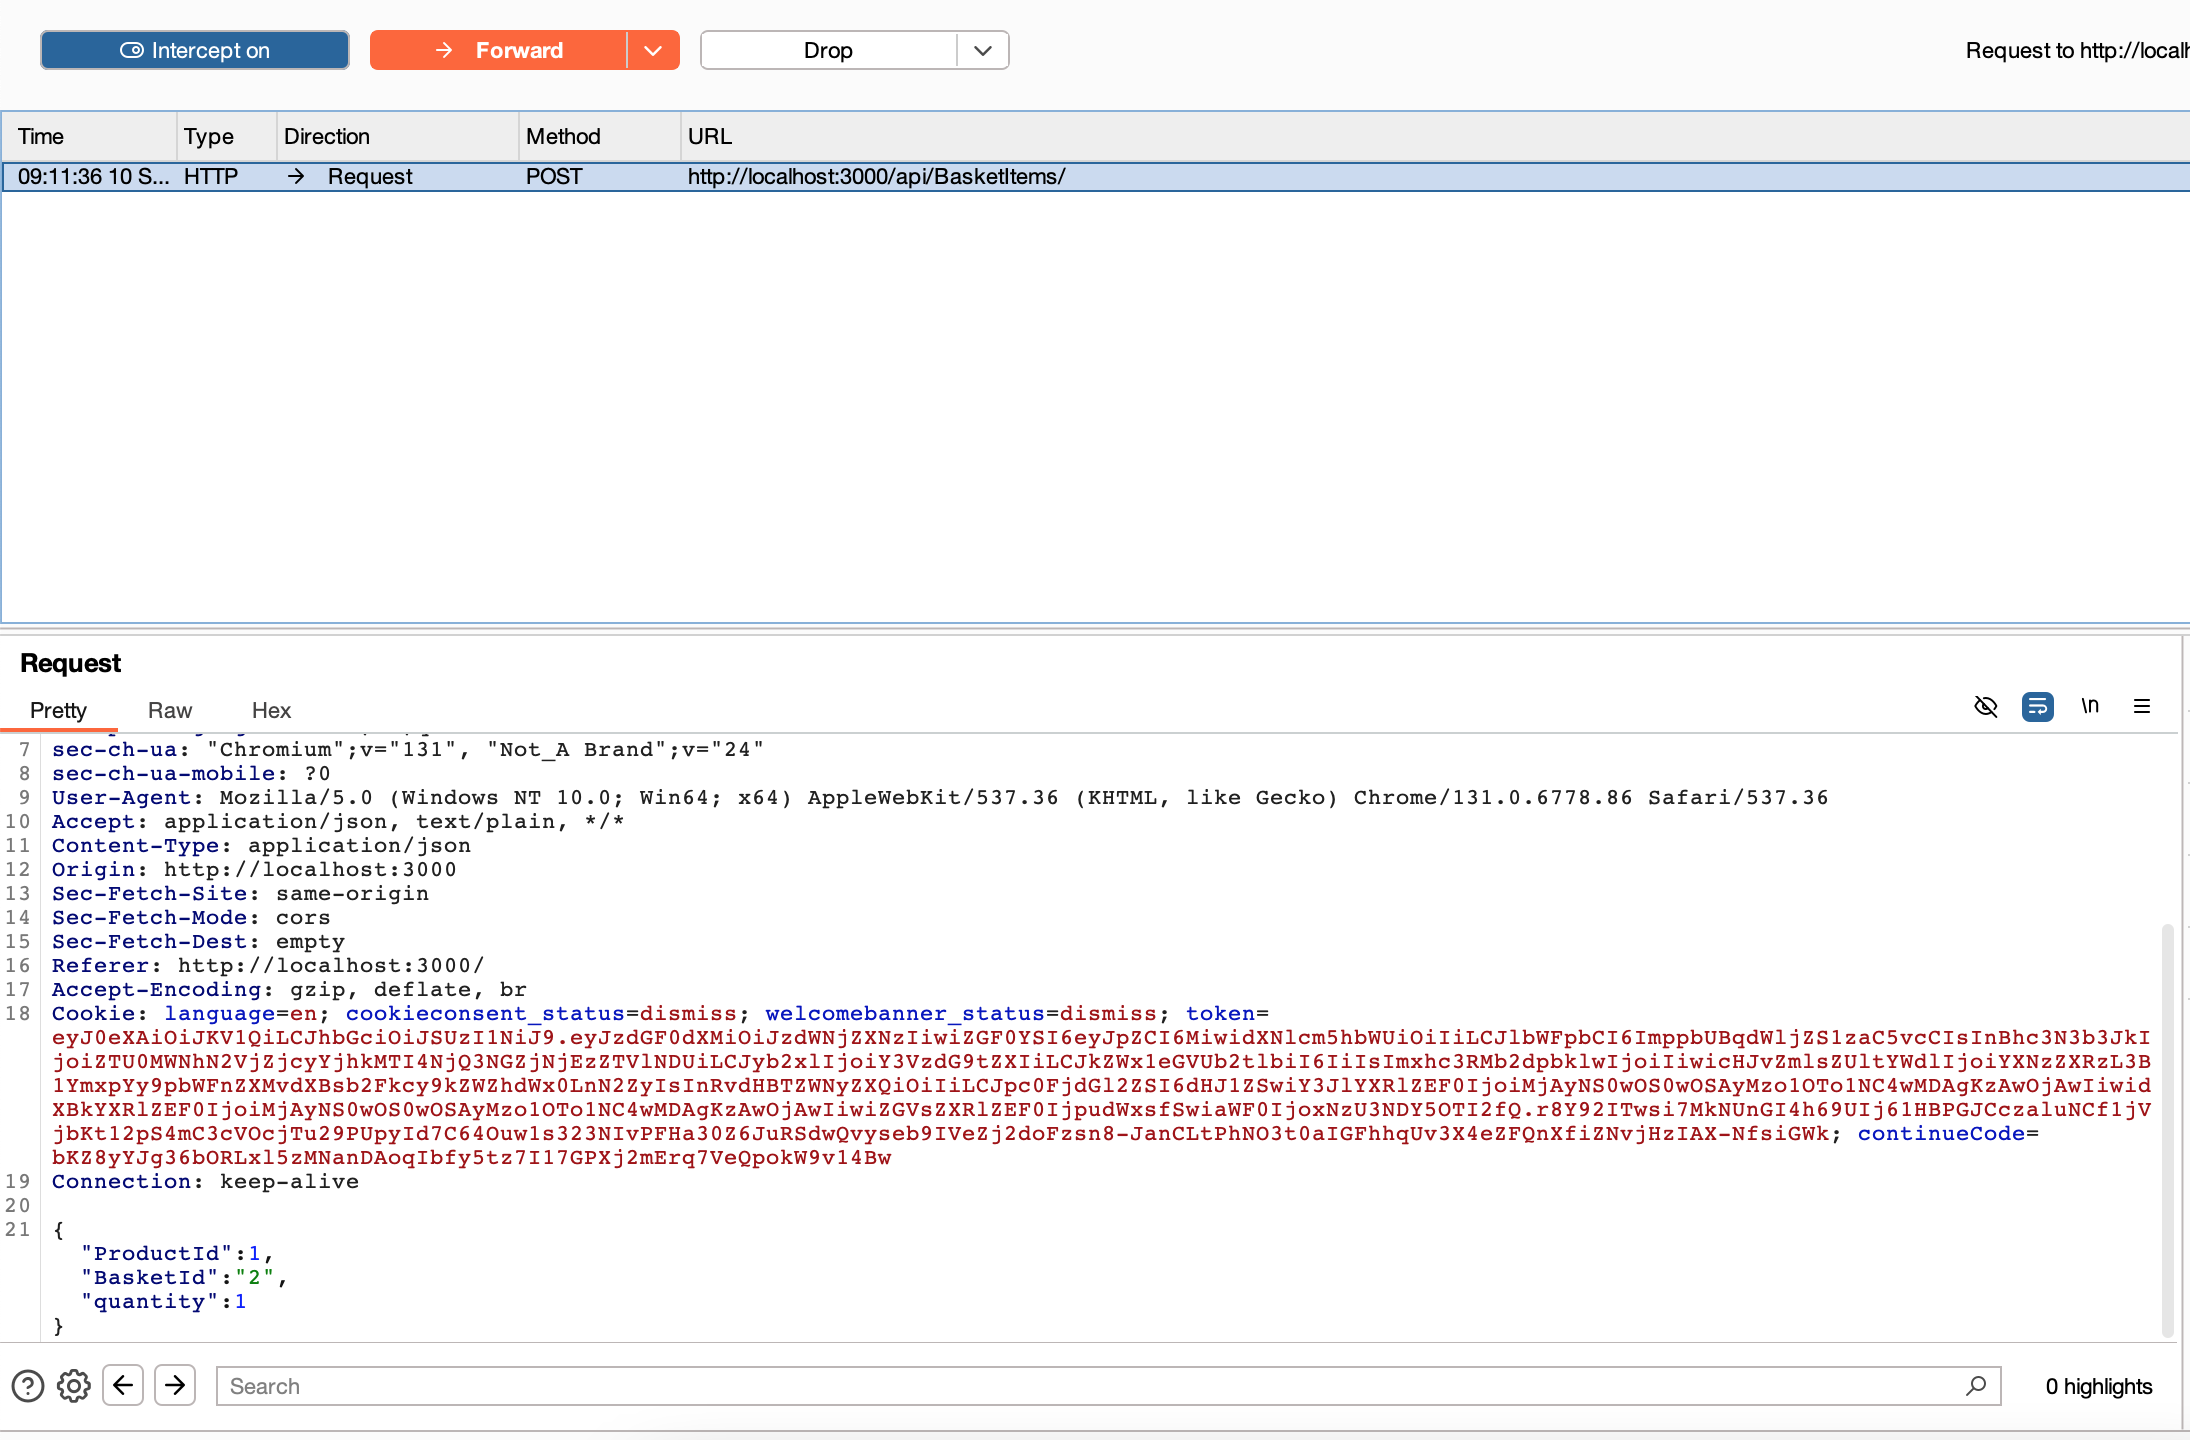 Intercept on
Forward
Drop
Request to http://localh
Time Type Direction Method URL
09:11:36 10 S... HTTP → Request POST http://localhost:3000/api/BasketItems/
Request
Pretty Raw Hex
\n
7 sec-ch-ua: "Chromium";v="131", "Not_A Brand";v="24"
8 sec-ch-ua-mobile: ?0
9 User-Agent: Mozilla/5.0 (Windows NT 10.0; Win64; x64) AppleWebKit/537.36 (KHTML, like Gecko) Chrome/131.0.6778.86 Safari/537.36
10 Accept: application/json, text/plain, */*
11 Content-Type: application/json
12 Origin: http://localhost:3000
13 Sec-Fetch-Site: same-origin
14 Sec-Fetch-Mode: cors
15 Sec-Fetch-Dest: empty
16 Referer: http://localhost:3000/
17 Accept-Encoding: gzip, deflate, br
18 Cookie: language=en; cookieconsent_status=dismiss; welcomebanner_status=dismiss; token=
eyJ0eXAiOiJKV1QiLCJhbGciOiJSUzI1NiJ9.eyJzdGF0dXMiOiJzdWNjZXNzIiwiZGF0YSI6eyJpZCI6MiwidXNlcm5hbWUiOiIiLCJlbWFpbCI6ImppbUBqdWljZS1zaC5vcCIsInBhc3N3b3JkI
joiZTU0MWNhN2VjZjcyYjhkMTI4NjQ3NGZjNjEzZTVlNDUiLCJyb2xlIjoiY3VzdG9tZXIiLCJkZWx1eGVUb2tlbiI6IiIsImxhc3RMb2dpbklwIjoiIiwicHJvZmlsZUltYWdlIjoiYXNzZXRzL3B
1YmxpYy9pbWFnZXMvdXBsb2Fkcy9kZWZhdWx0LnN2ZyIsInRvdHBTZWNyZXQiOiIiLCJpc0FjdGl2ZSI6dHJ1ZSwiY3JlYXRlZEF0IjoiMjAyNS0wOS0wOSAyMzo1OTo1NC4wMDAgKzAwOjAwIiwid
XBkYXRlZEF0IjoiMjAyNS0wOS0wOSAyMzo1OTo1NC4wMDAgKzAwOjAwIiwiZGVsZXRlZEF0IjpudWxsfSwiaWF0IjoxNzU3NDY5OTI2fQ.r8Y92ITwsi7MkNUnGI4h69UIj61HBPGJCczaluNCf1jV
jbKt12pS4mC3cVOcjTu29PUpyId7C64Ouw1s323NIvPFHa30Z6JuRSdwQvyseb9IVeZj2doFzsn8-JanCLtPhNO3t0aIGFhhqUv3X4eZFQnXfiZNvjHzIAX-NfsiGWk; continueCode=
bKZ8yYJg36bORLxl5zMNanDAoqIbfy5tz7I17GPXj2mErq7VeQpokW9v14Bw
19 Connection: keep-alive
20
21 {
"ProductId":1,
"BasketId":"2",
"quantity":1
}
Search
0 highlights